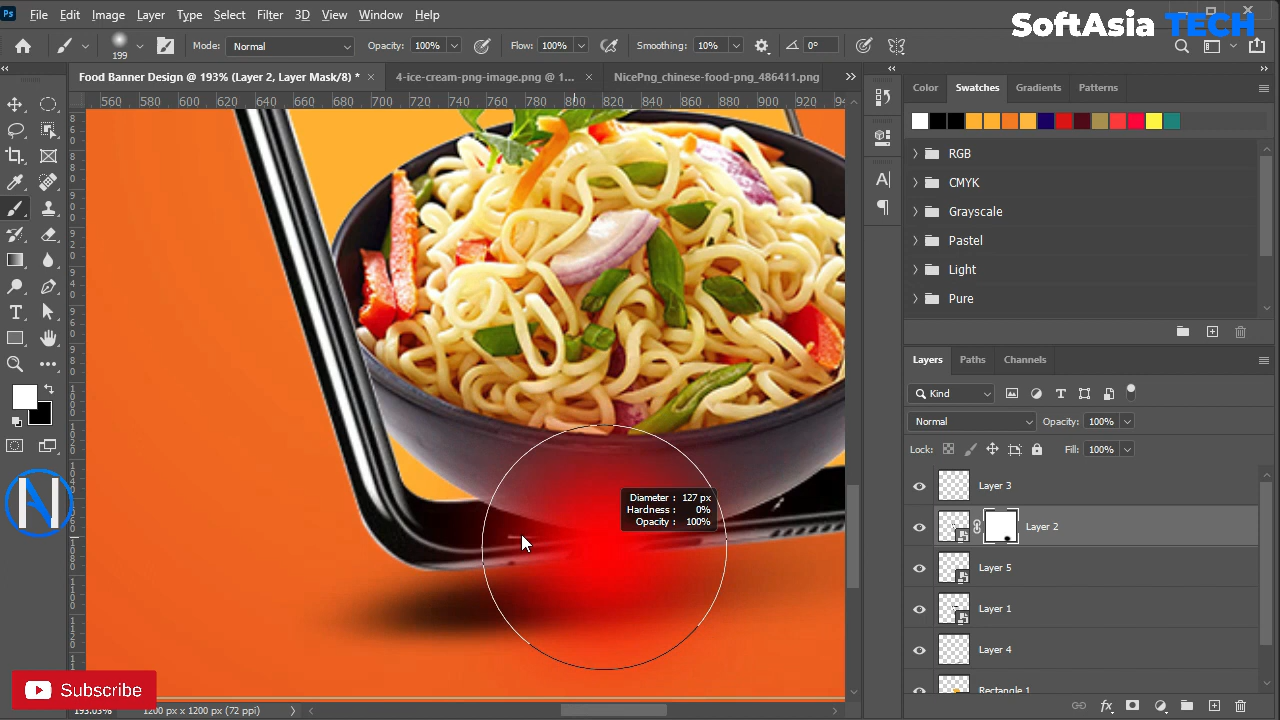 Ps File Edit Image Layer Type Select Filter 3D View Window Help
SoftAsia TECH
199 Mode: Normal Opacity: 100% Flow: 100% Smoothing: 10% 0°
Food Banner Design @ 193% (Layer 2, Layer Mask/8) * × 4-ice-cream-png-image.png @ 1... × NicePng_chinese-food-png_486411.png
Color Swatches Gradients Patterns
560 580 600 620 640 660 680 700 720 740 760 780 800 820 840 860 880 900 920
RGB
CMYK
Grayscale
Pastel
Light
Pure
Layers Paths Channels
Kind
Normal Opacity: 100%
Lock: Fill: 100%
Layer 3
Layer 2
Layer 5
Layer 1
Layer 4
Rectangle 1
Diameter : 127 px
Hardness : 0%
Opacity : 100%
N
Subscribe
193.03% 1200 px x 1200 px (72 ppi)